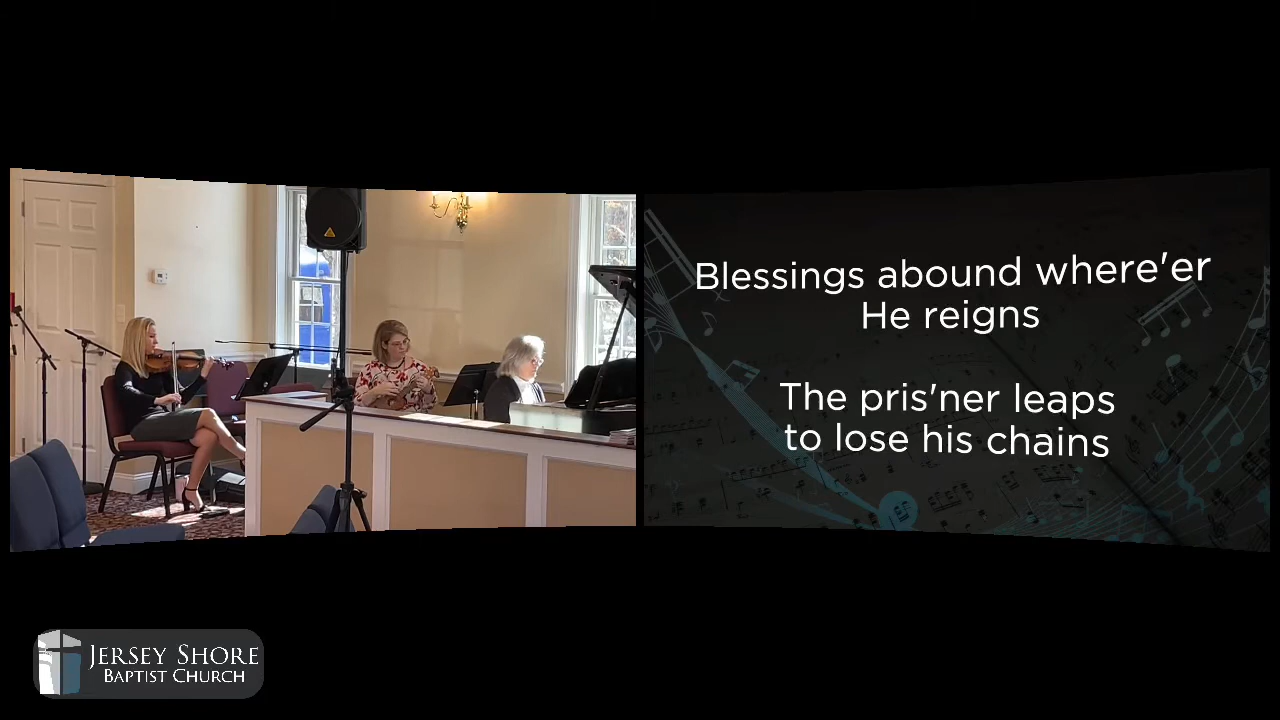 Blessings abound where'er
He reigns
The pris'ner leaps
to lose his chains
JERSEY SHORE
BAPTIST CHURCH